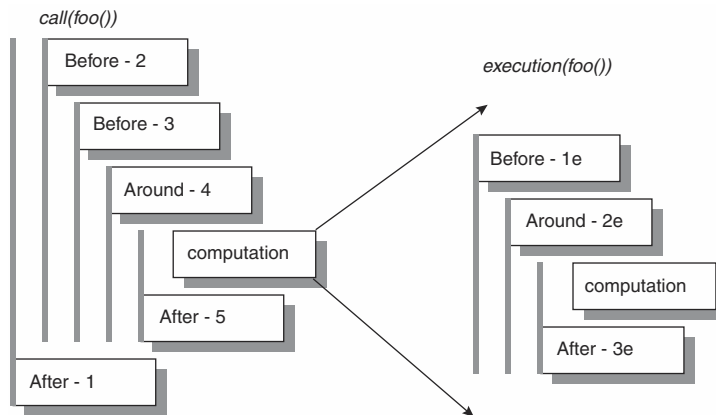 call(foo())
Before - 2
Before - 3
Around - 4
computation
After - 5
After - 1
execution(foo())
Before - 1e
Around - 2e
computation
After - 3e